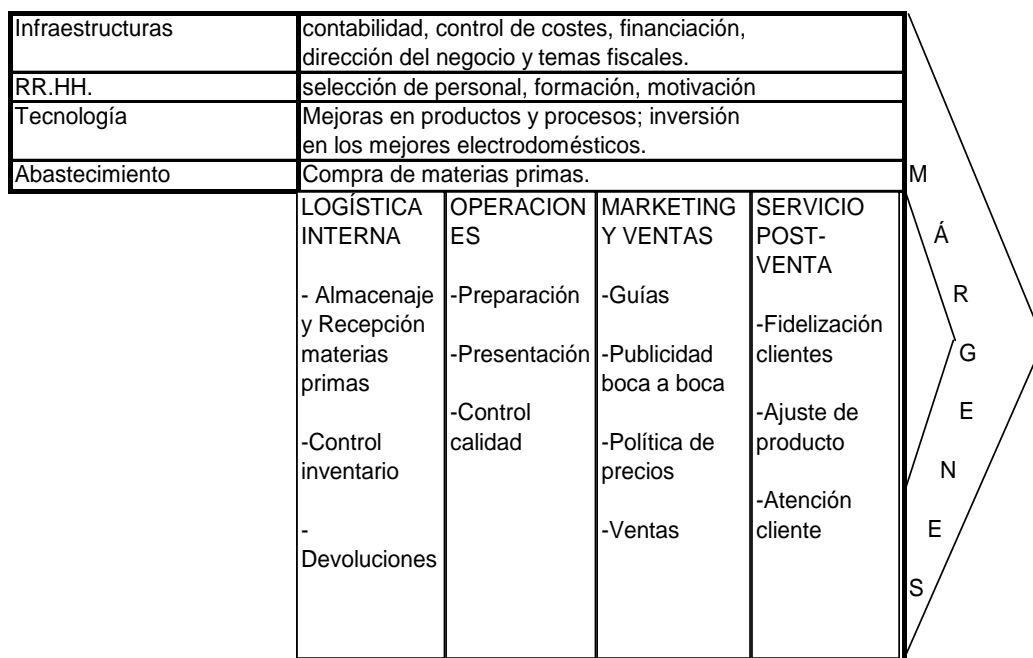 Infraestructuras
contabilidad, control de costes, financiación,
dirección del negocio y temas fiscales.
RR.HH.
selección de personal, formación, motivación
Tecnología
Mejoras en productos y procesos; inversión
en los mejores electrodomésticos.
Abastecimiento
Compra de materias primas.
LOGÍSTICA
INTERNA
- Almacenaje
y Recepción
materias
primas
-Control
inventario
-
Devoluciones
OPERACION
ES
-Preparación
-Presentación
-Control
calidad
MARKETING
Y VENTAS
-Guías
-Publicidad
boca a boca
-Política de
precios
-Ventas
SERVICIO
POST-
VENTA
-Fidelización
clientes
-Ajuste de
producto
-Atención
cliente
M
Á
R
G
E
N
E
S